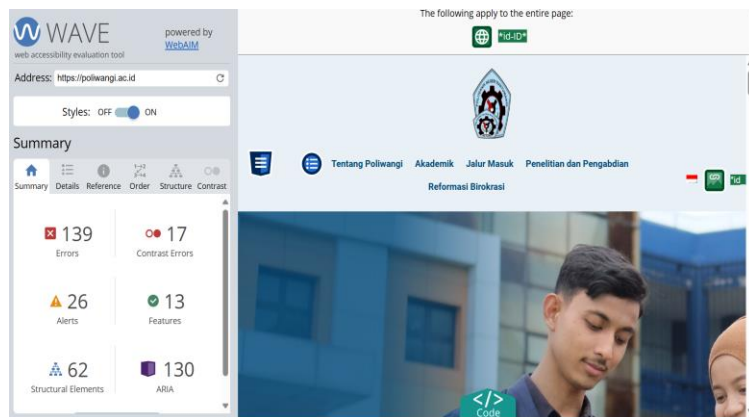 WAVE
web accessibility evaluation tool
powered by
WebAIM
Address: https://poliwangi.ac.id
Styles: OFF ON
Summary
Summary Details Reference Order Structure Contrast
139
Errors
17
Contrast Errors
26
Alerts
13
Features
62
Structural Elements
130
ARIA
The following apply to the entire page:
*id-ID*
Tentang Poliwangi Akademik Jalur Masuk Penelitian dan Pengabdian
Reformasi Birokrasi
*id
</>
Code